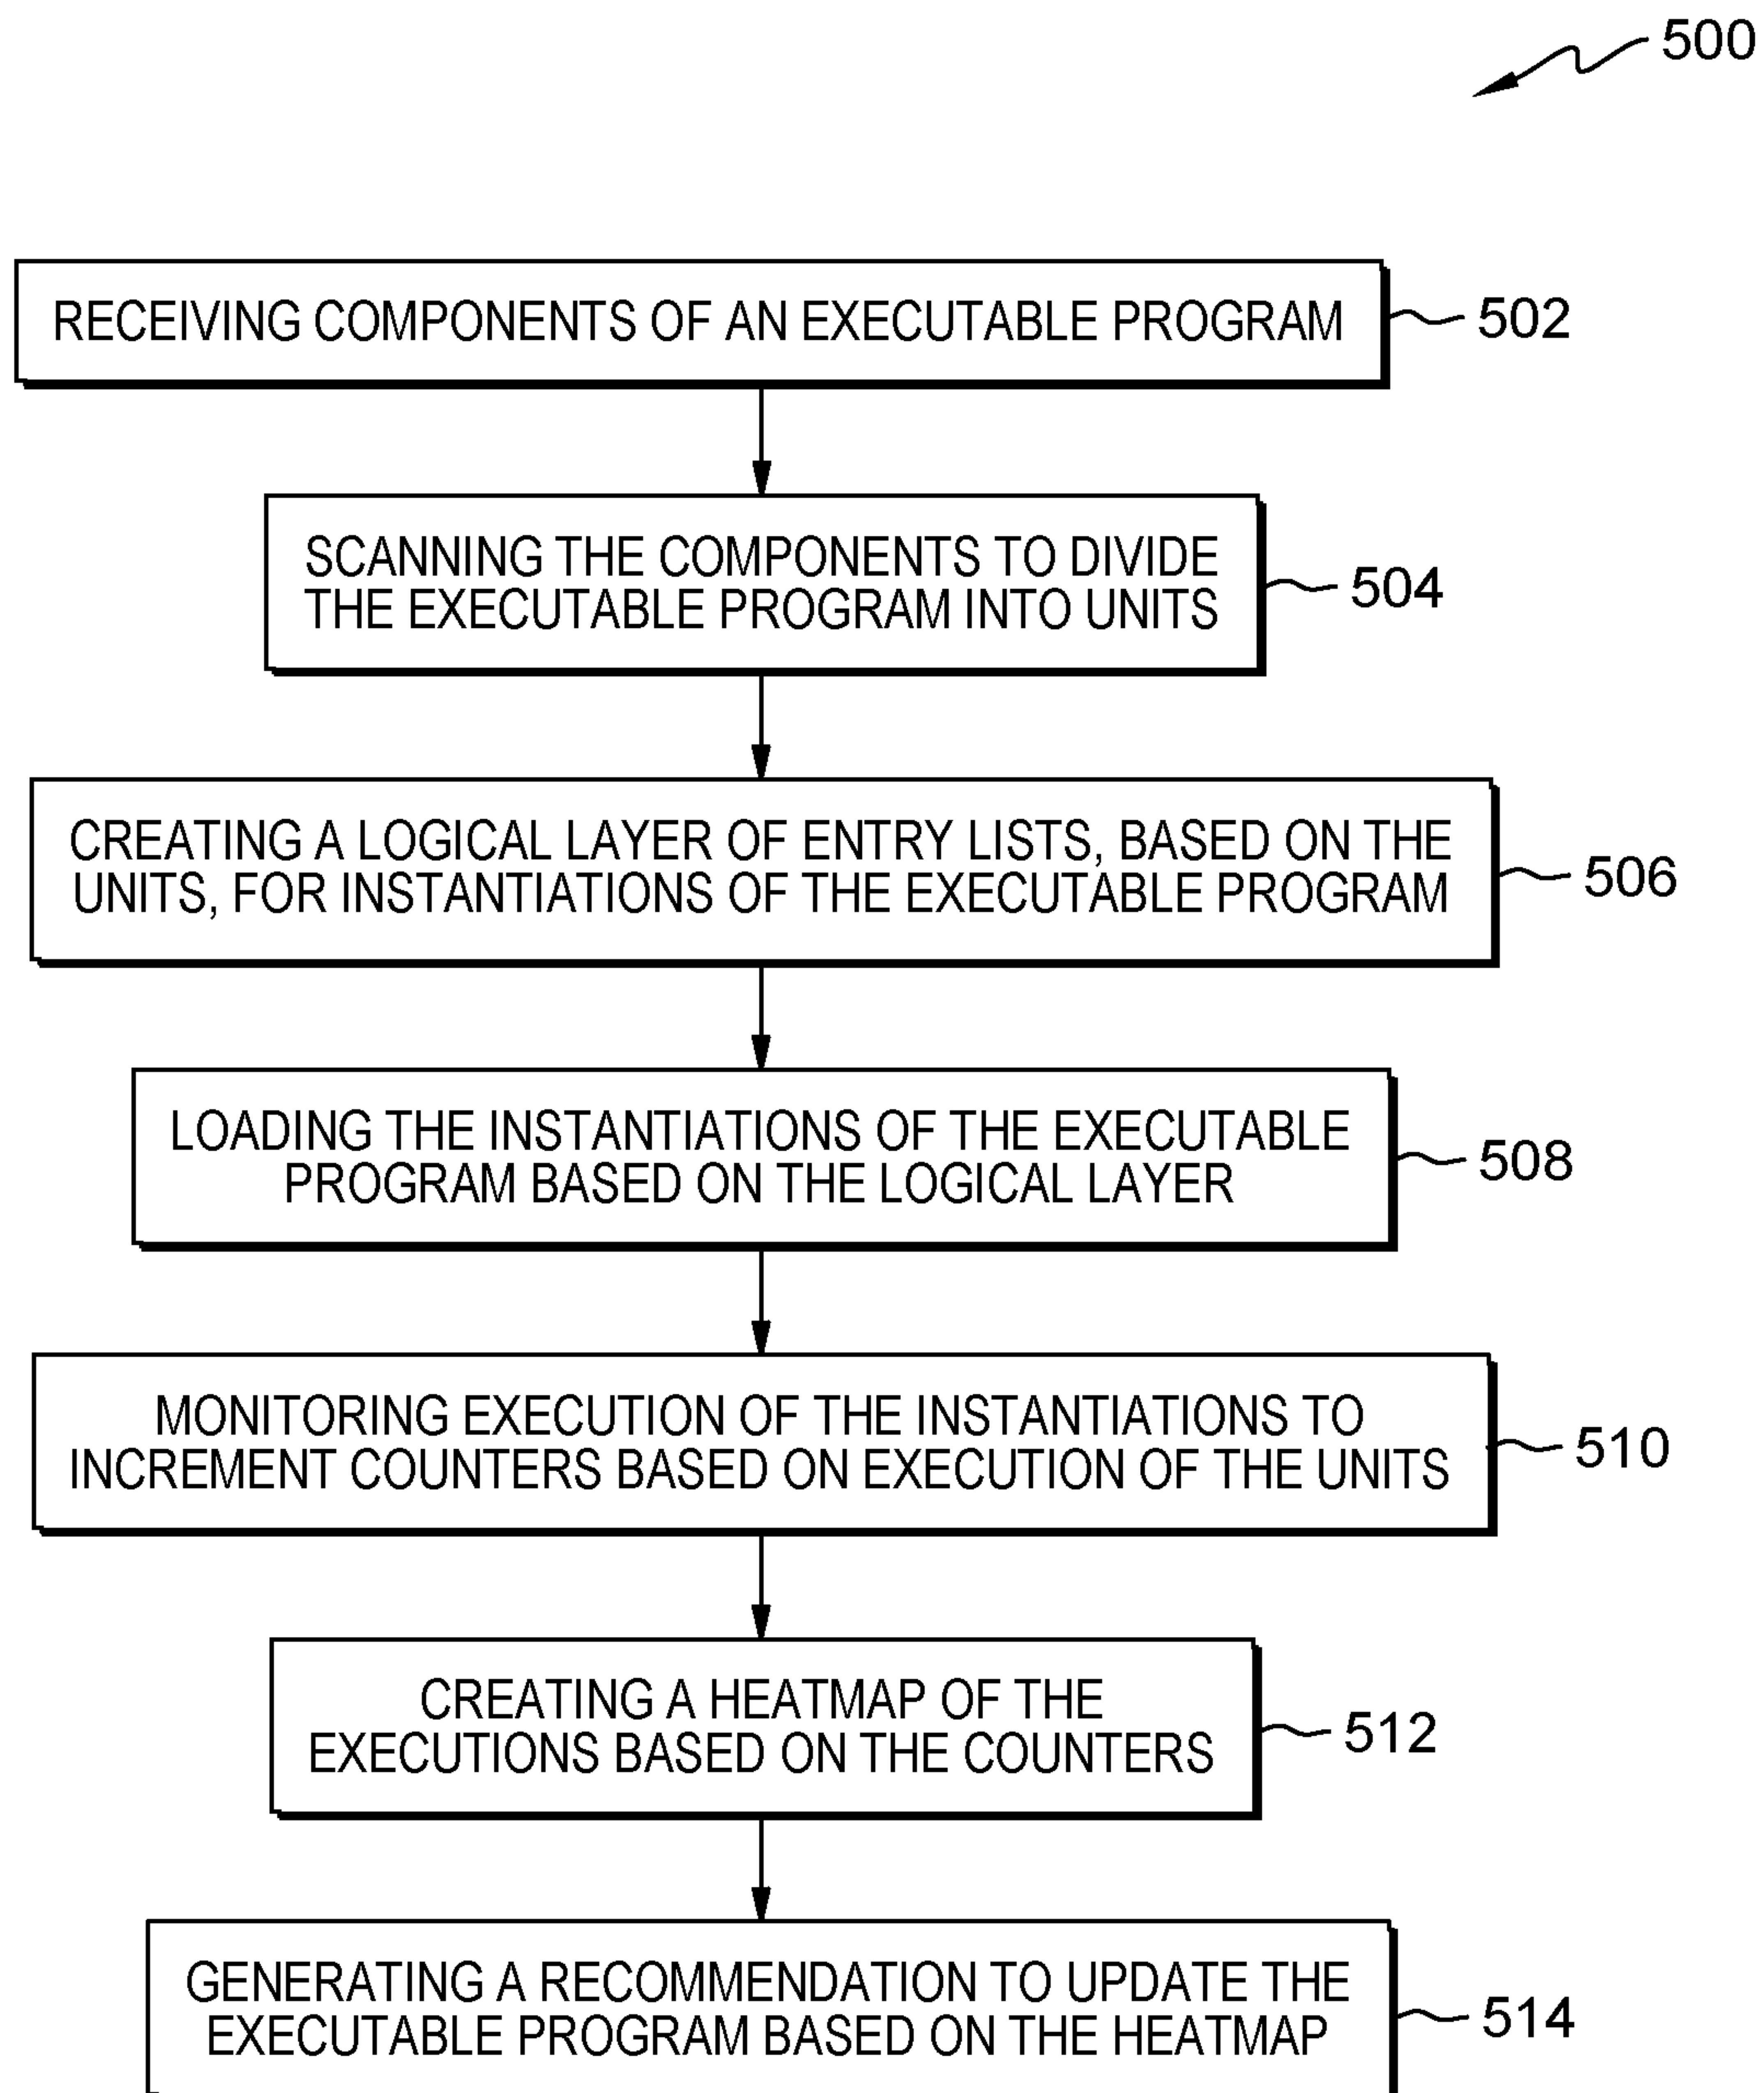 500
RECEIVING COMPONENTS OF AN EXECUTABLE PROGRAM
502
SCANNING THE COMPONENTS TO DIVIDE
THE EXECUTABLE PROGRAM INTO UNITS
504
CREATING A LOGICAL LAYER OF ENTRY LISTS, BASED ON THE
UNITS, FOR INSTANTIATIONS OF THE EXECUTABLE PROGRAM
506
LOADING THE INSTANTIATIONS OF THE EXECUTABLE
PROGRAM BASED ON THE LOGICAL LAYER
508
MONITORING EXECUTION OF THE INSTANTIATIONS TO
INCREMENT COUNTERS BASED ON EXECUTION OF THE UNITS
510
CREATING A HEATMAP OF THE
EXECUTIONS BASED ON THE COUNTERS
512
GENERATING A RECOMMENDATION TO UPDATE THE
EXECUTABLE PROGRAM BASED ON THE HEATMAP
514